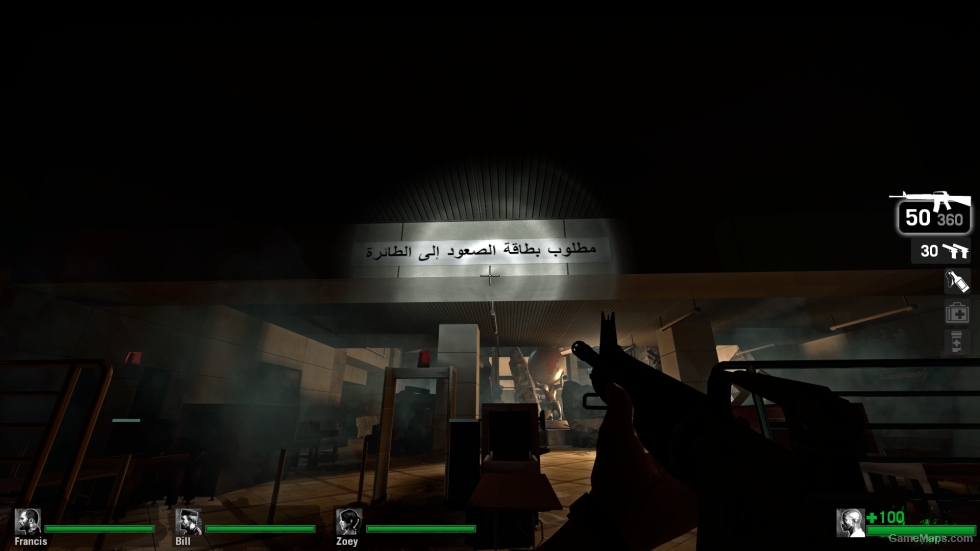 مطلوب بطاقة الصعود إلى الطائرة
50 360
30
Francis
Bill
Zoey
+100
GameMaps.com